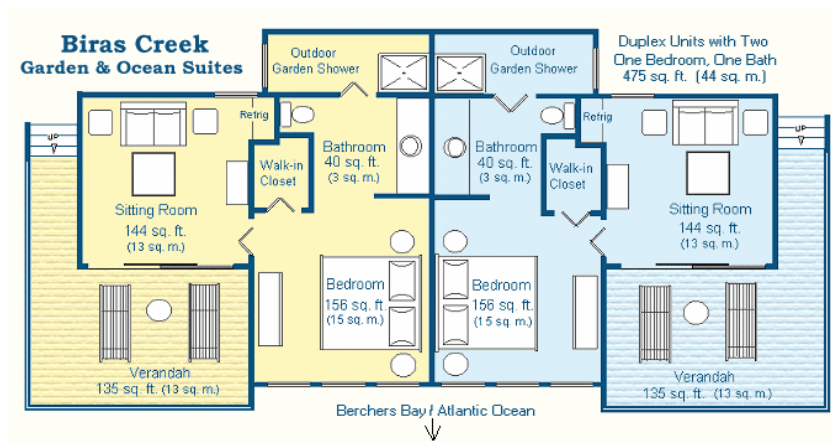 Biras Creek
Garden & Ocean Suites
Outdoor
Garden Shower
Outdoor
Garden Shower
Duplex Units with Two
One Bedroom, One Bath
475 sq. ft. (44 sq. m.)
UP
Refrig
Bathroom
40 sq. ft.
(3 sq. m.)
Walk-in
Closet
Sitting Room
144 sq. ft.
(13 sq. m.)
Bedroom
156 sq. ft.
(15 sq. m.)
Verandah
135 sq. ft. (13 sq. m.)
Bathroom
40 sq. ft.
(3 sq. m.)
Refrig
UP
Walk-in
Closet
Sitting Room
144 sq. ft.
(13 sq. m.)
Bedroom
156 sq. ft.
(15 sq. m.)
Verandah
135 sq. ft. (13 sq. m.)
Berchers Bay / Atlantic Ocean